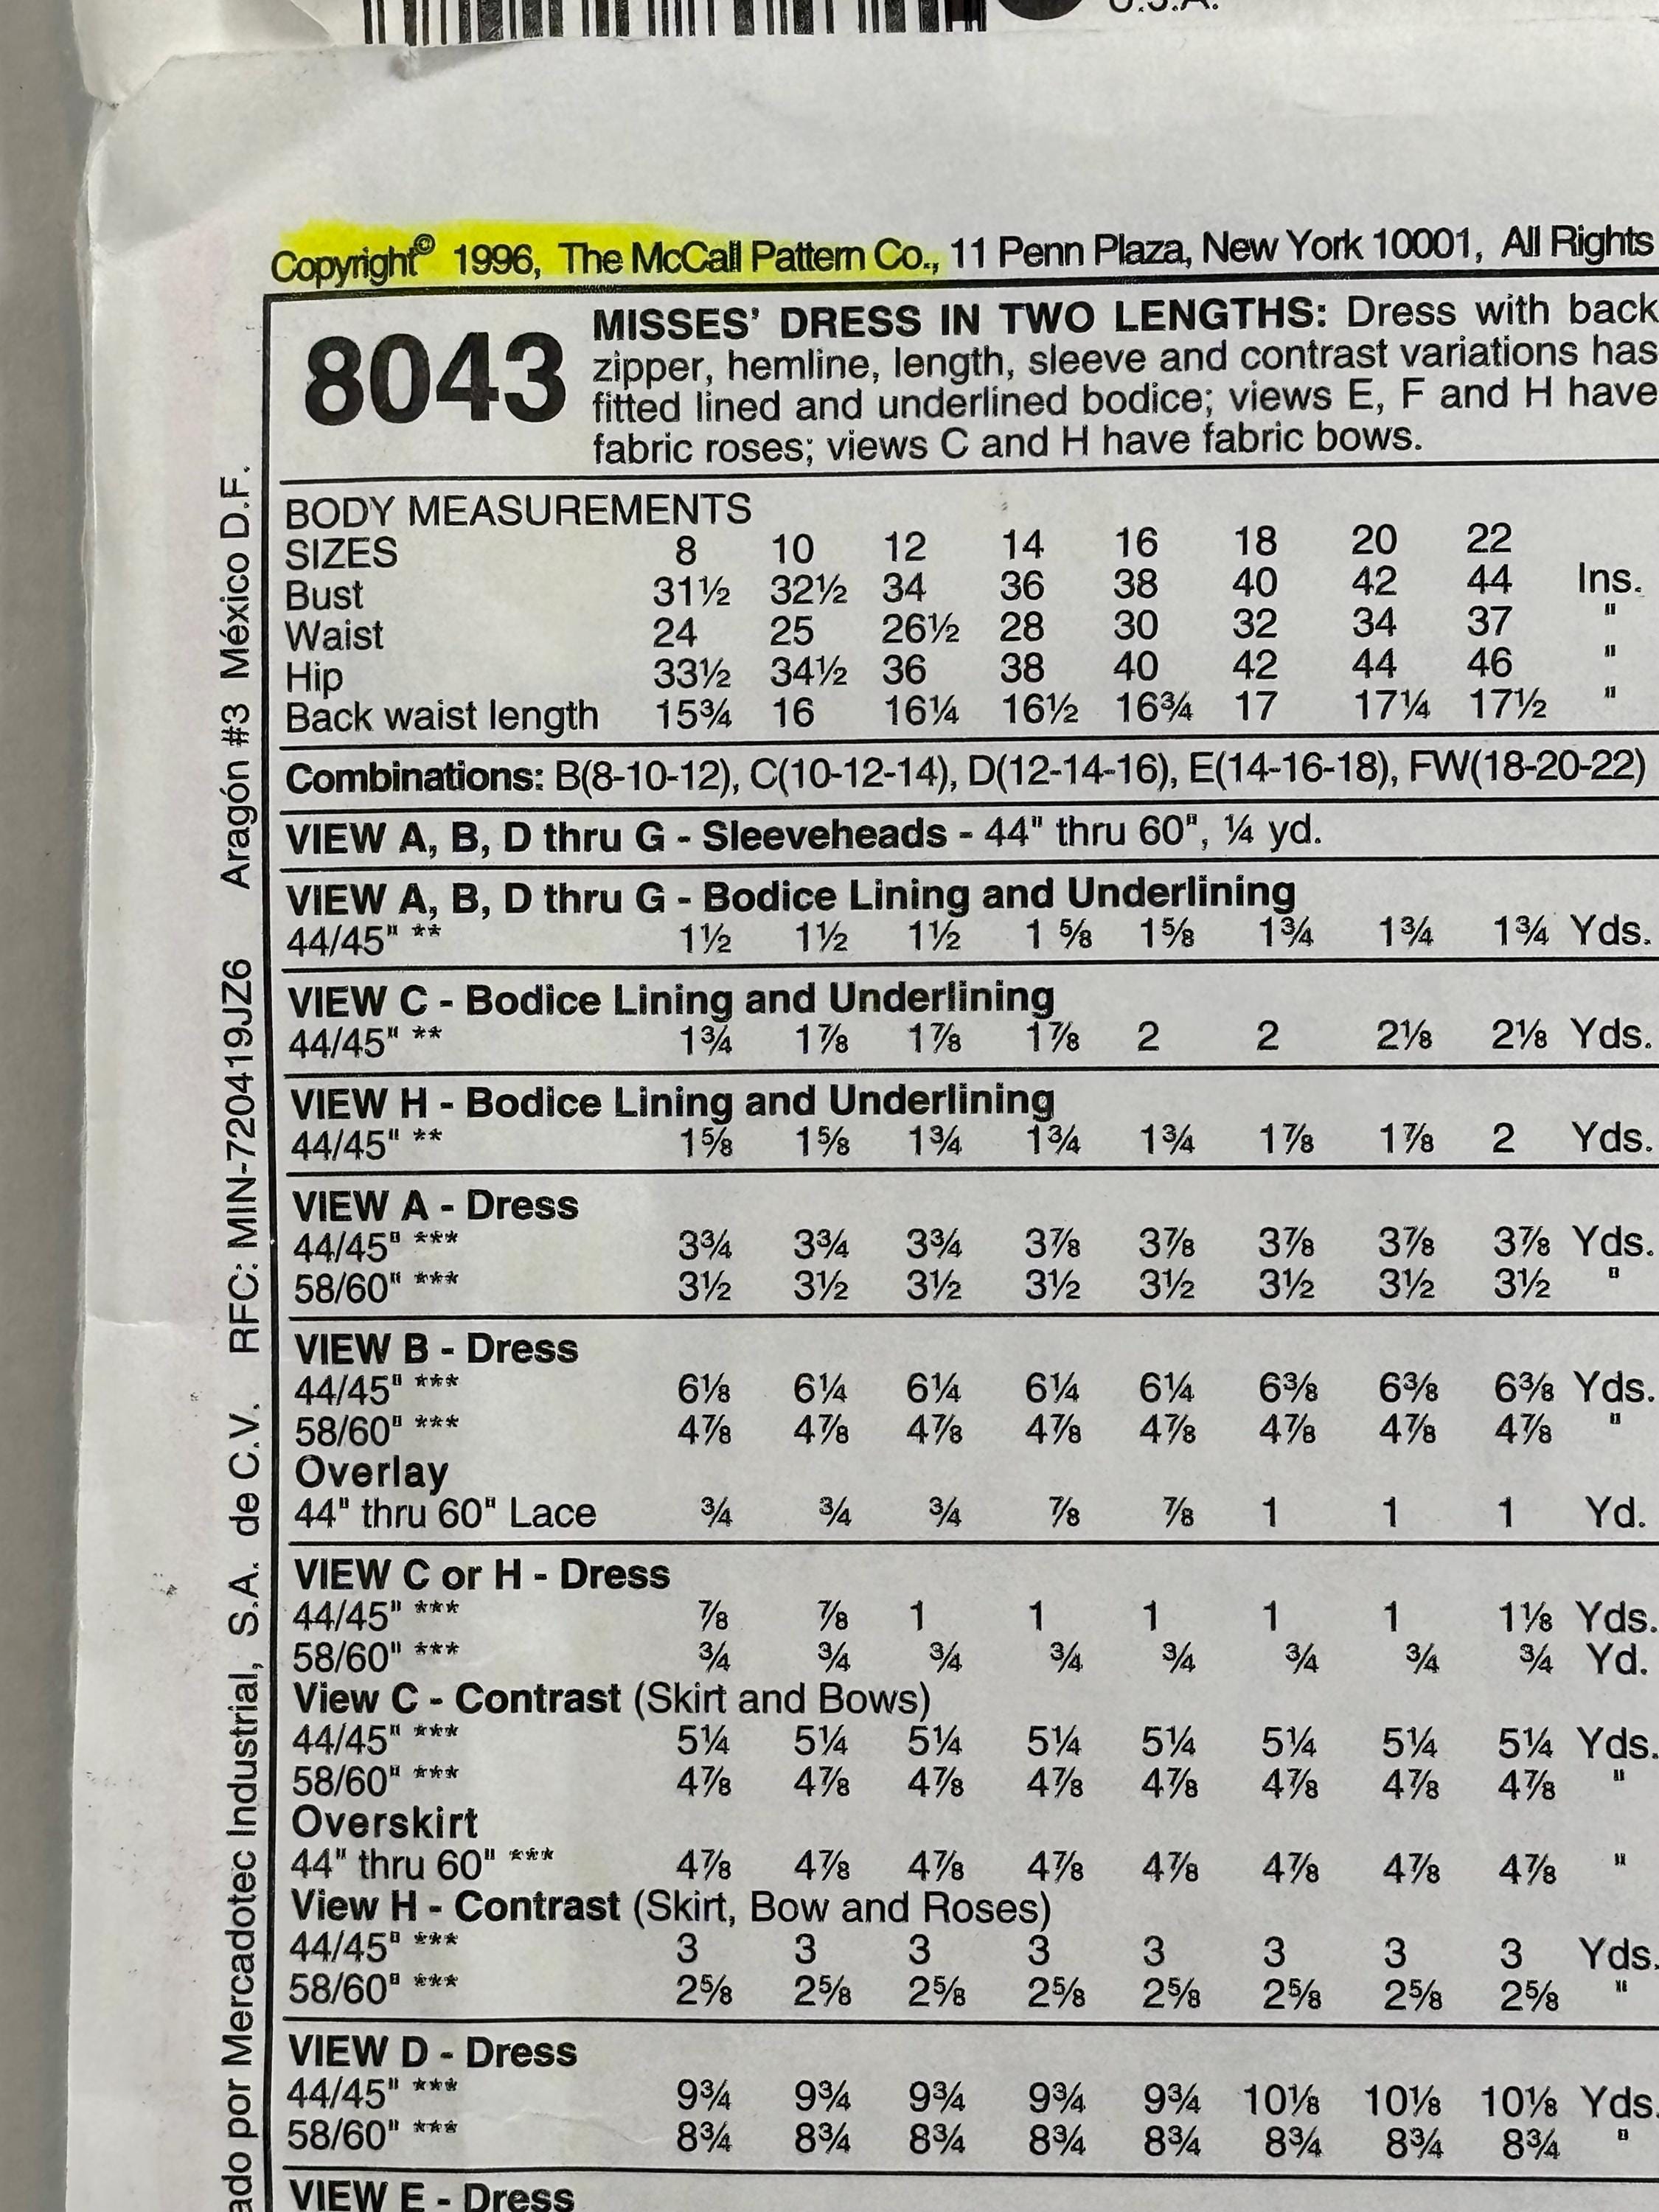 U.S.A.
Copyright© 1996, The McCall Pattern Co., 11 Penn Plaza, New York 10001, All Rights
8043
MISSES' DRESS IN TWO LENGTHS: Dress with back
zipper, hemline, length, sleeve and contrast variations has
fitted lined and underlined bodice; views E, F and H have
fabric roses; views C and H have fabric bows.
BODY MEASUREMENTS
SIZES 8 10 12 14 16 18 20 22
Bust 31½ 32½ 34 36 38 40 42 44 Ins.
Waist 24 25 26½ 28 30 32 34 37 "
Hip 33½ 34½ 36 38 40 42 44 46 "
Back waist length 15¾ 16 16¼ 16½ 16¾ 17 17¼ 17½ "
Combinations: B(8-10-12), C(10-12-14), D(12-14-16), E(14-16-18), FW(18-20-22)
VIEW A, B, D thru G - Sleeveheads - 44" thru 60", ¼ yd.
VIEW A, B, D thru G - Bodice Lining and Underlining
44/45" ** 1½ 1½ 1½ 1 ⅝ 1⅝ 1¾ 1¾ 1¾ Yds.
VIEW C - Bodice Lining and Underlining
44/45" ** 1¾ 1⅞ 1⅞ 1⅞ 2 2 2⅛ 2⅛ Yds.
VIEW H - Bodice Lining and Underlining
44/45" ** 1⅝ 1⅝ 1¾ 1¾ 1¾ 1⅞ 1⅞ 2 Yds.
VIEW A - Dress
44/45" *** 3¾ 3¾ 3¾ 3⅞ 3⅞ 3⅞ 3⅞ 3⅞ Yds.
58/60" *** 3½ 3½ 3½ 3½ 3½ 3½ 3½ 3½ "
VIEW B - Dress
44/45" *** 6⅛ 6¼ 6¼ 6¼ 6¼ 6⅜ 6⅜ 6⅜ Yds.
58/60" *** 4⅞ 4⅞ 4⅞ 4⅞ 4⅞ 4⅞ 4⅞ 4⅞ "
Overlay
44" thru 60" Lace ¾ ¾ ¾ ⅞ ⅞ 1 1 1 Yd.
VIEW C or H - Dress
44/45" *** ⅞ ⅞ 1 1 1 1 1 1⅛ Yds.
58/60" *** ¾ ¾ ¾ ¾ ¾ ¾ ¾ ¾ Yd.
View C - Contrast (Skirt and Bows)
44/45" *** 5¼ 5¼ 5¼ 5¼ 5¼ 5¼ 5¼ 5¼ Yds.
58/60" *** 4⅞ 4⅞ 4⅞ 4⅞ 4⅞ 4⅞ 4⅞ 4⅞ "
Overskirt
44" thru 60" *** 4⅞ 4⅞ 4⅞ 4⅞ 4⅞ 4⅞ 4⅞ 4⅞ "
View H - Contrast (Skirt, Bow and Roses)
44/45" *** 3 3 3 3 3 3 3 3 Yds.
58/60" *** 2⅝ 2⅝ 2⅝ 2⅝ 2⅝ 2⅝ 2⅝ 2⅝ "
VIEW D - Dress
44/45" *** 9¾ 9¾ 9¾ 9¾ 9¾ 10⅛ 10⅛ 10⅛ Yds.
58/60" *** 8¾ 8¾ 8¾ 8¾ 8¾ 8¾ 8¾ 8¾ "
VIEW E - Dress
ado por Mercadotec Industrial, S.A. de C.V. RFC: MIN-720419JZ6 Aragón #3 México D.F.